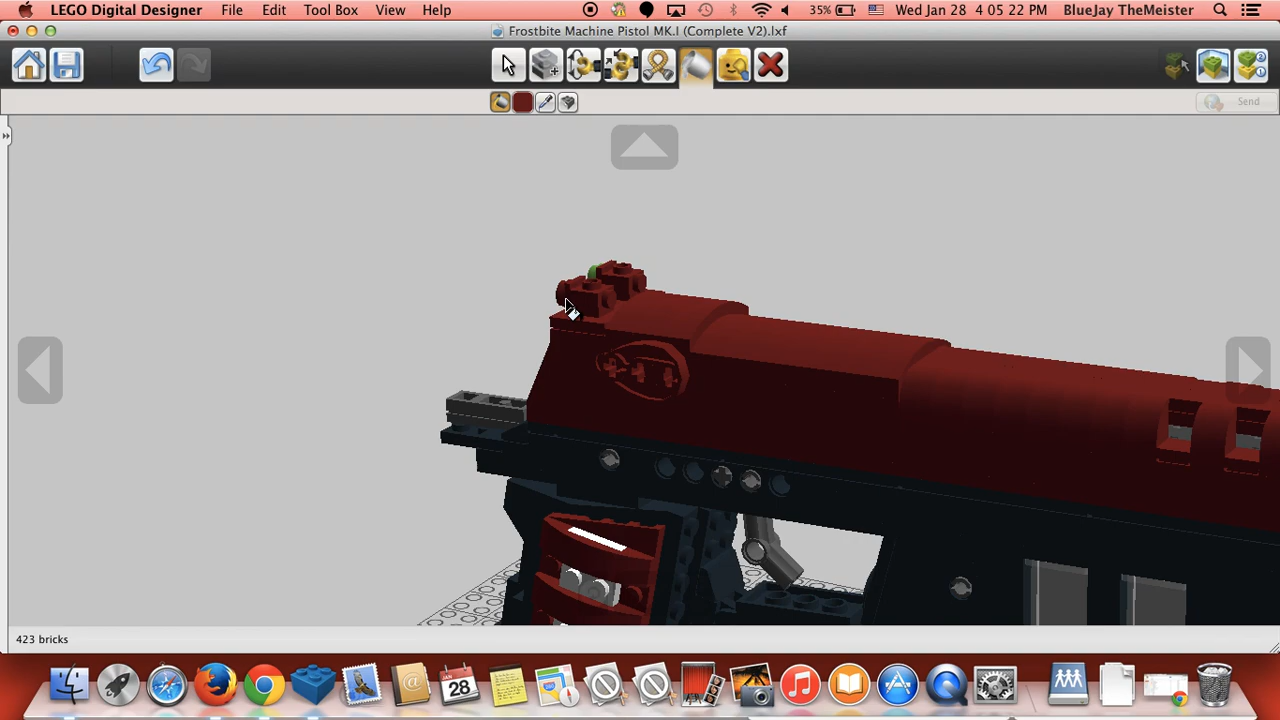 LEGO Digital Designer File Edit Tool Box View Help 35% Wed Jan 28 4 05 22 PM BlueJay TheMeister
Frostbite Machine Pistol MK.I (Complete V2).lxf
Send
423 bricks
JAN
28